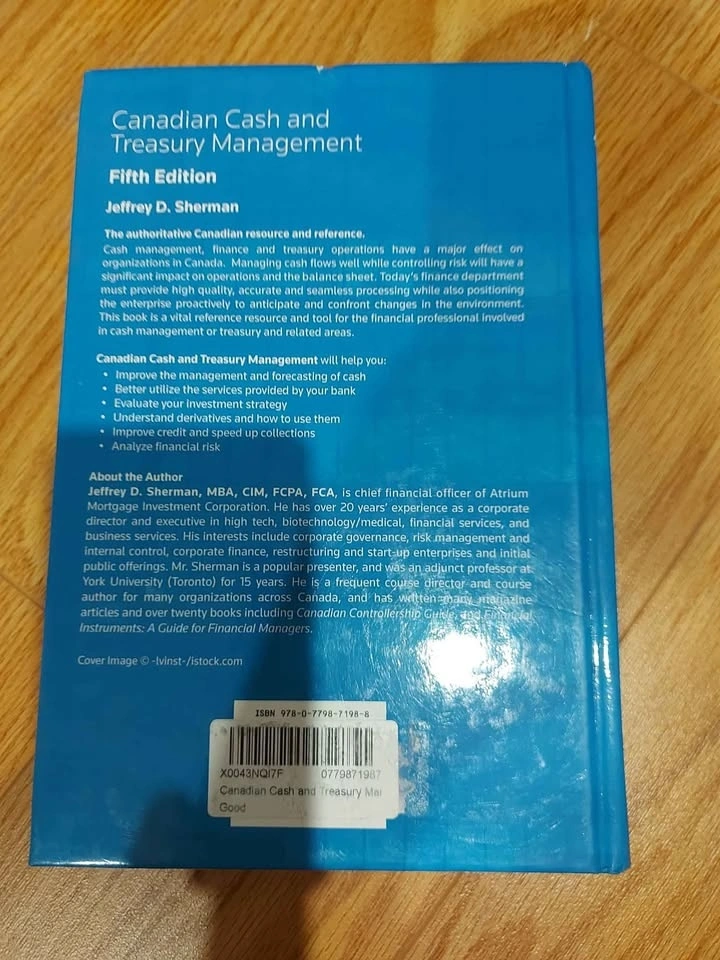 Canadian Cash and
Treasury Management
Fifth Edition
Jeffrey D. Sherman
The authoritative Canadian resource and reference.
Cash management, finance and treasury operations have a major effect on
organizations in Canada. Managing cash flows well while controlling risk will have a
significant impact on operations and the balance sheet. Today's finance department
must provide high quality, accurate and seamless processing while also positioning
the enterprise proactively to anticipate and confront changes in the environment.
This book is a vital reference resource and tool for the financial professional involved
in cash management or treasury and related areas.
Canadian Cash and Treasury Management will help you:
• Improve the management and forecasting of cash
• Better utilize the services provided by your bank
• Evaluate your investment strategy
• Understand derivatives and how to use them
• Improve credit and speed up collections
• Analyze financial risk
About the Author
Jeffrey D. Sherman, MBA, CIM, FCPA, FCA, is chief financial officer of Atrium
Mortgage Investment Corporation. He has over 20 years' experience as a corporate
director and executive in high tech, biotechnology/medical, financial services, and
business services. His interests include corporate governance, risk management and
internal control, corporate finance, restructuring and start-up enterprises and initial
public offerings. Mr. Sherman is a popular presenter, and was an adjunct professor at
York University (Toronto) for 15 years. He is a frequent course director and course
author for many organizations across Canada, and has written many magazine
articles and over twenty books including Canadian Controllership Guide, and Financial
Instruments: A Guide for Financial Managers.
Cover Image © -lvinst-/istock.com
ISBN 978-0-7798-7198-8
X0043NQI7F 0779871987
Canadian Cash and Treasury Mai
Good